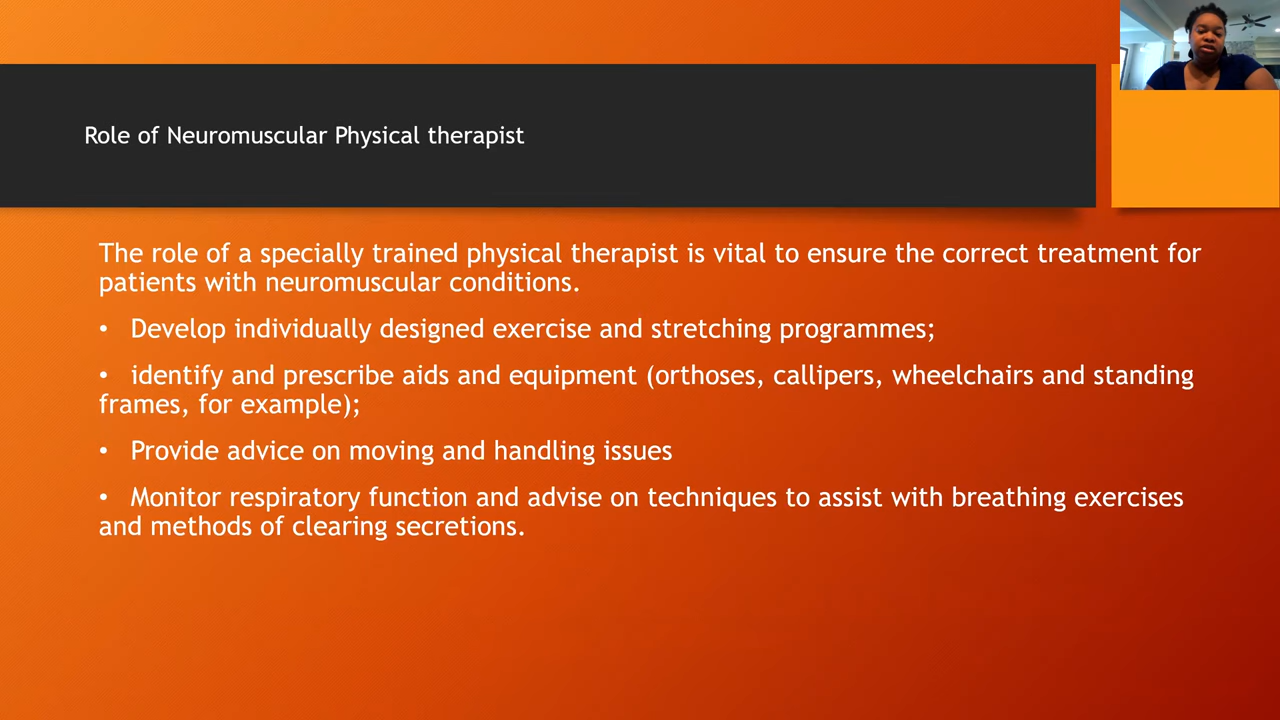 Role of Neuromuscular Physical therapist
The role of a specially trained physical therapist is vital to ensure the correct treatment for
patients with neuromuscular conditions.
• Develop individually designed exercise and stretching programmes;
• identify and prescribe aids and equipment (orthoses, callipers, wheelchairs and standing
frames, for example);
• Provide advice on moving and handling issues
• Monitor respiratory function and advise on techniques to assist with breathing exercises
and methods of clearing secretions.